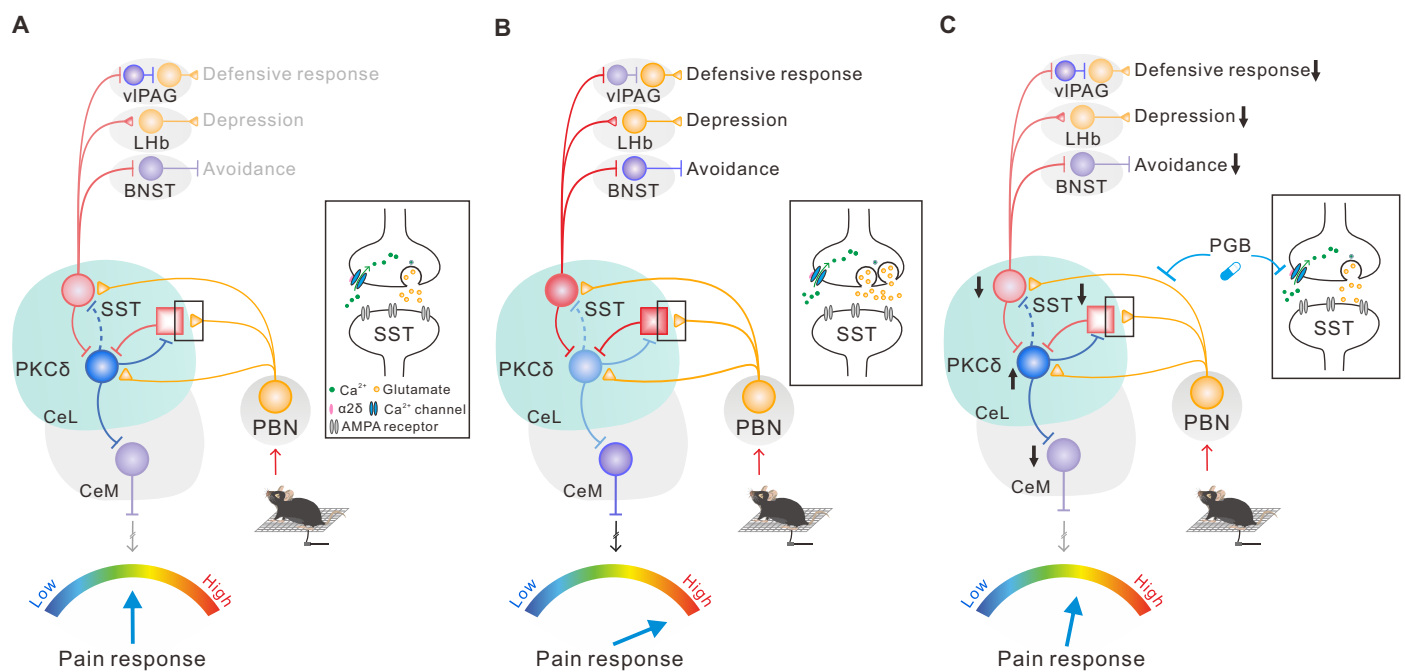 A
vlPAG
Defensive response
LHb
Depression
BNST
Avoidance
SST
SST
PKCδ
Ca²⁺
Glutamate
α2δ
Ca²⁺ channel
AMPA receptor
CeL
PBN
CeM
Low
High
Pain response
B
vlPAG
Defensive response
LHb
Depression
BNST
Avoidance
SST
SST
PKCδ
CeL
PBN
CeM
Low
High
Pain response
C
vlPAG
Defensive response
LHb
Depression
BNST
Avoidance
PGB
SST
SST
PKCδ
CeL
PBN
CeM
Low
High
Pain response